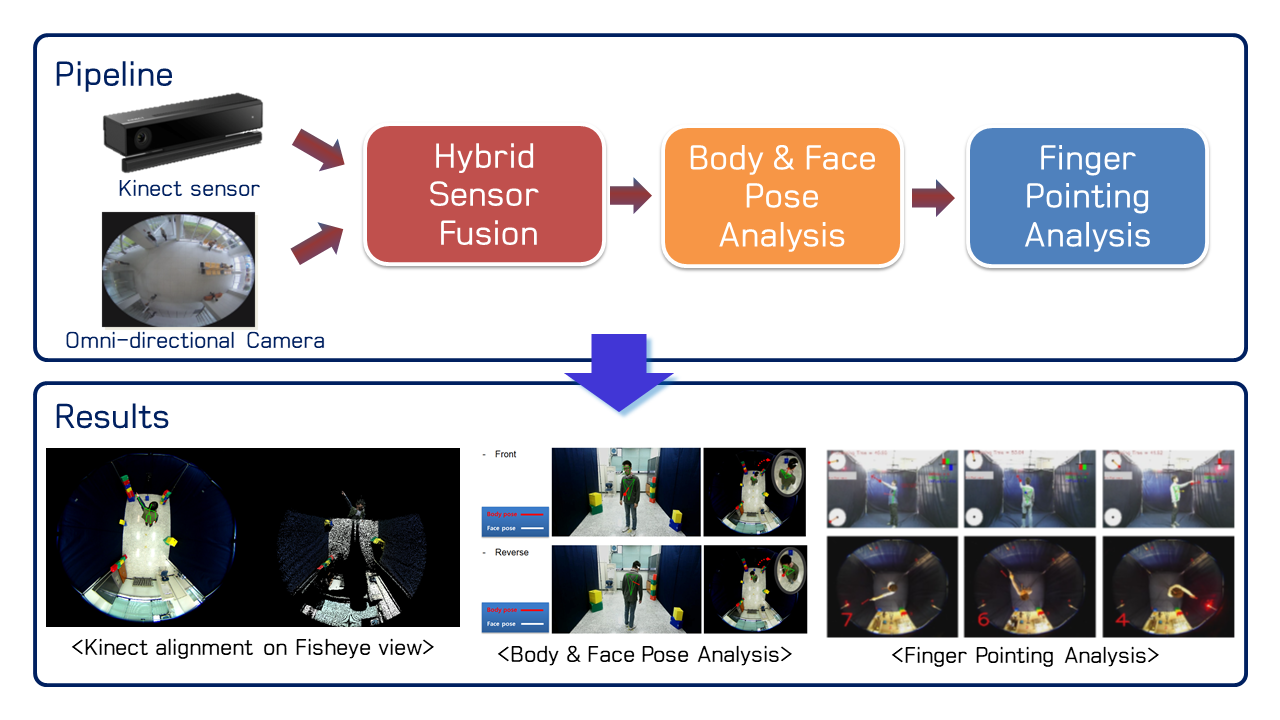 Pipeline
Kinect sensor
Omni-directional Camera
Hybrid
Sensor
Fusion
Body & Face
Pose
Analysis
Finger
Pointing
Analysis
Results
<Kinect alignment on Fisheye view>
- Front
Body pose
Face pose
- Reverse
Body pose
Face pose
<Body & Face Pose Analysis>
7
6
4
<Finger Pointing Analysis>